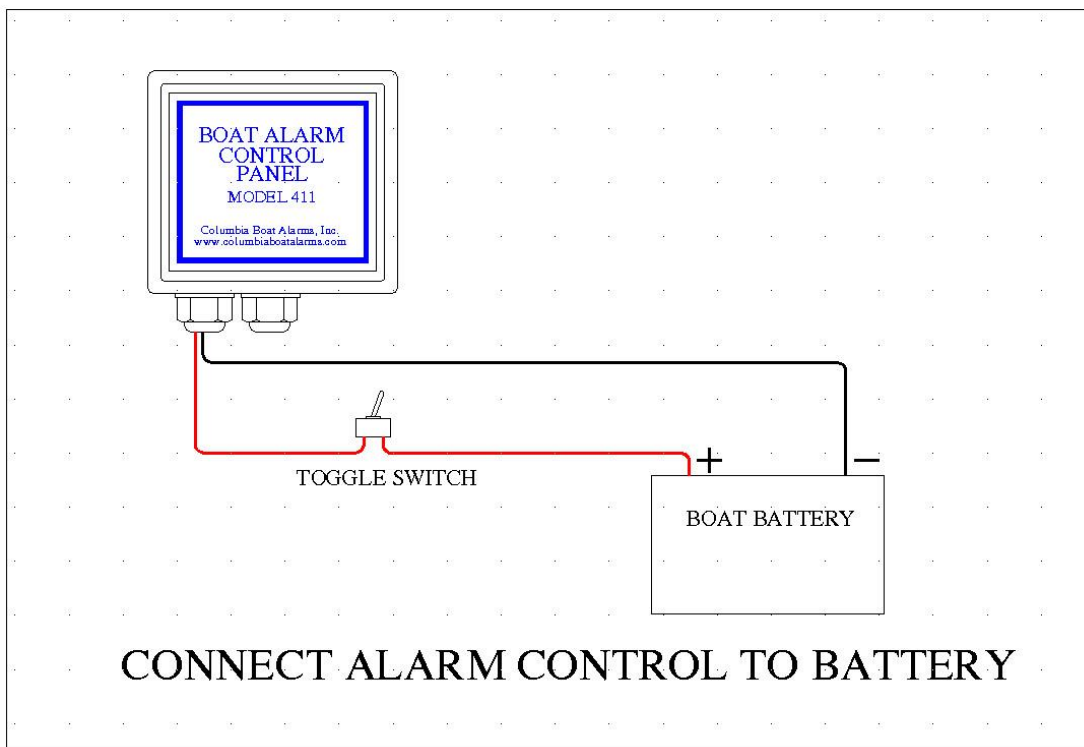 BOAT ALARM
CONTROL
PANEL
MODEL 411
Columbia Boat Alarms, Inc.
www.columbiaboatalarms.com
TOGGLE SWITCH
+ −
BOAT BATTERY
CONNECT ALARM CONTROL TO BATTERY